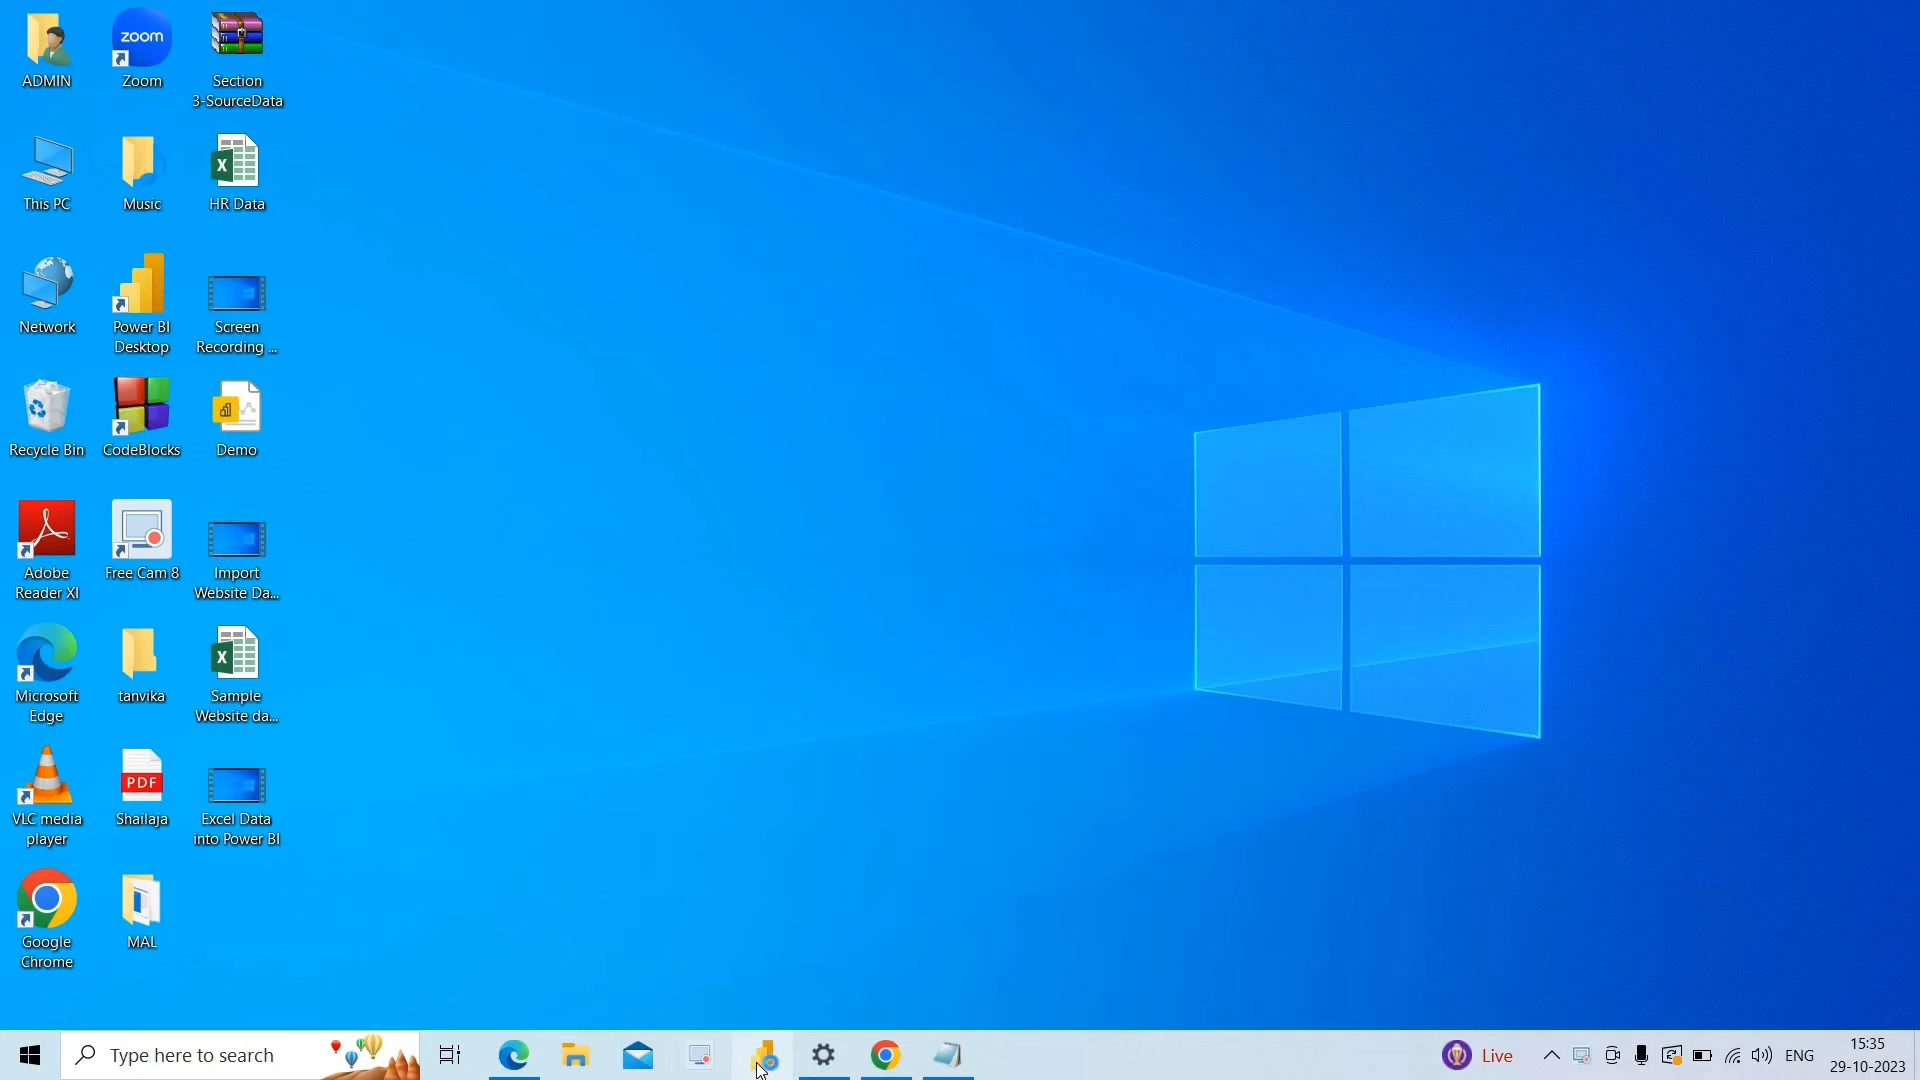 ADMIN
zoom
Zoom
Section
3-SourceData
This PC
Music
X
HR Data
Network
Power BI
Desktop
Screen
Recording ...
Recycle Bin
CodeBlocks
Demo
Adobe
Reader XI
Free Cam 8
Import
Website Da...
Microsoft
Edge
tanvika
X
Sample
Website da...
VLC media
player
PDF
Shailaja
Excel Data
into Power BI
Google
Chrome
MAL
Type here to search
Live
ENG
15:35
29-10-2023